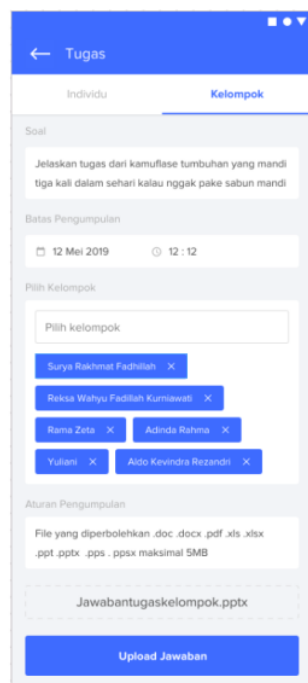 Tugas
Individu
Kelompok
Soal
Jelaskan tugas dari kamuflase tumbuhan yang mandi
tiga kali dalam sehari kalau nggak pake sabun mandi
Batas Pengumpulan
12 Mei 2019
12 : 12
Pilih Kelompok
Pilih kelompok
Surya Rakhmat Fadhillah ×
Reksa Wahyu Fadillah Kurniawati ×
Rama Zeta ×
Adinda Rahma ×
Yuliani ×
Aldo Kevindra Rezandri ×
Aturan Pengumpulan
File yang diperbolehkan .doc .docx .pdf .xls .xlsx
.ppt .pptx .pps . ppsx maksimal 5MB
Jawabantugaskelompok.pptx
Upload Jawaban